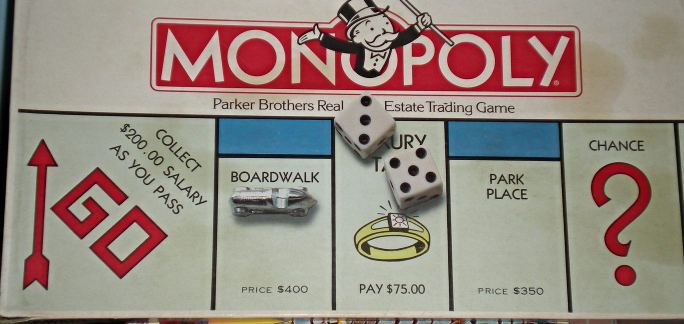 MONOPOLY
Parker Brothers Real Estate Trading Game
COLLECT
$200.00 SALARY
AS YOU PASS
GO
BOARDWALK
PRICE $400
PAY $75.00
PARK
PLACE
PRICE $350
CHANCE
?